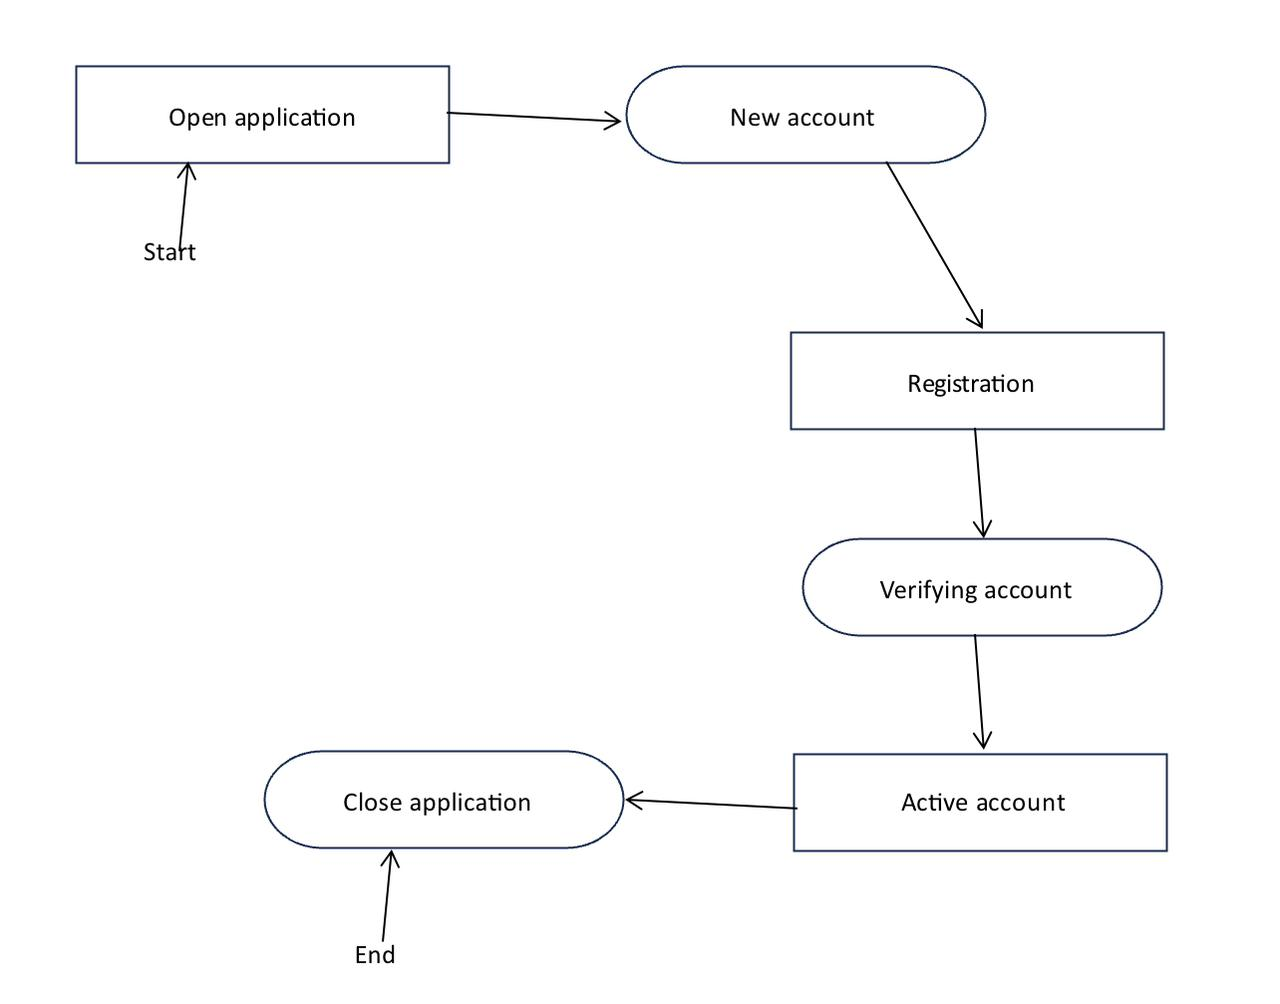 Open application
New account
Start
Registration
Verifying account
Close application
Active account
End